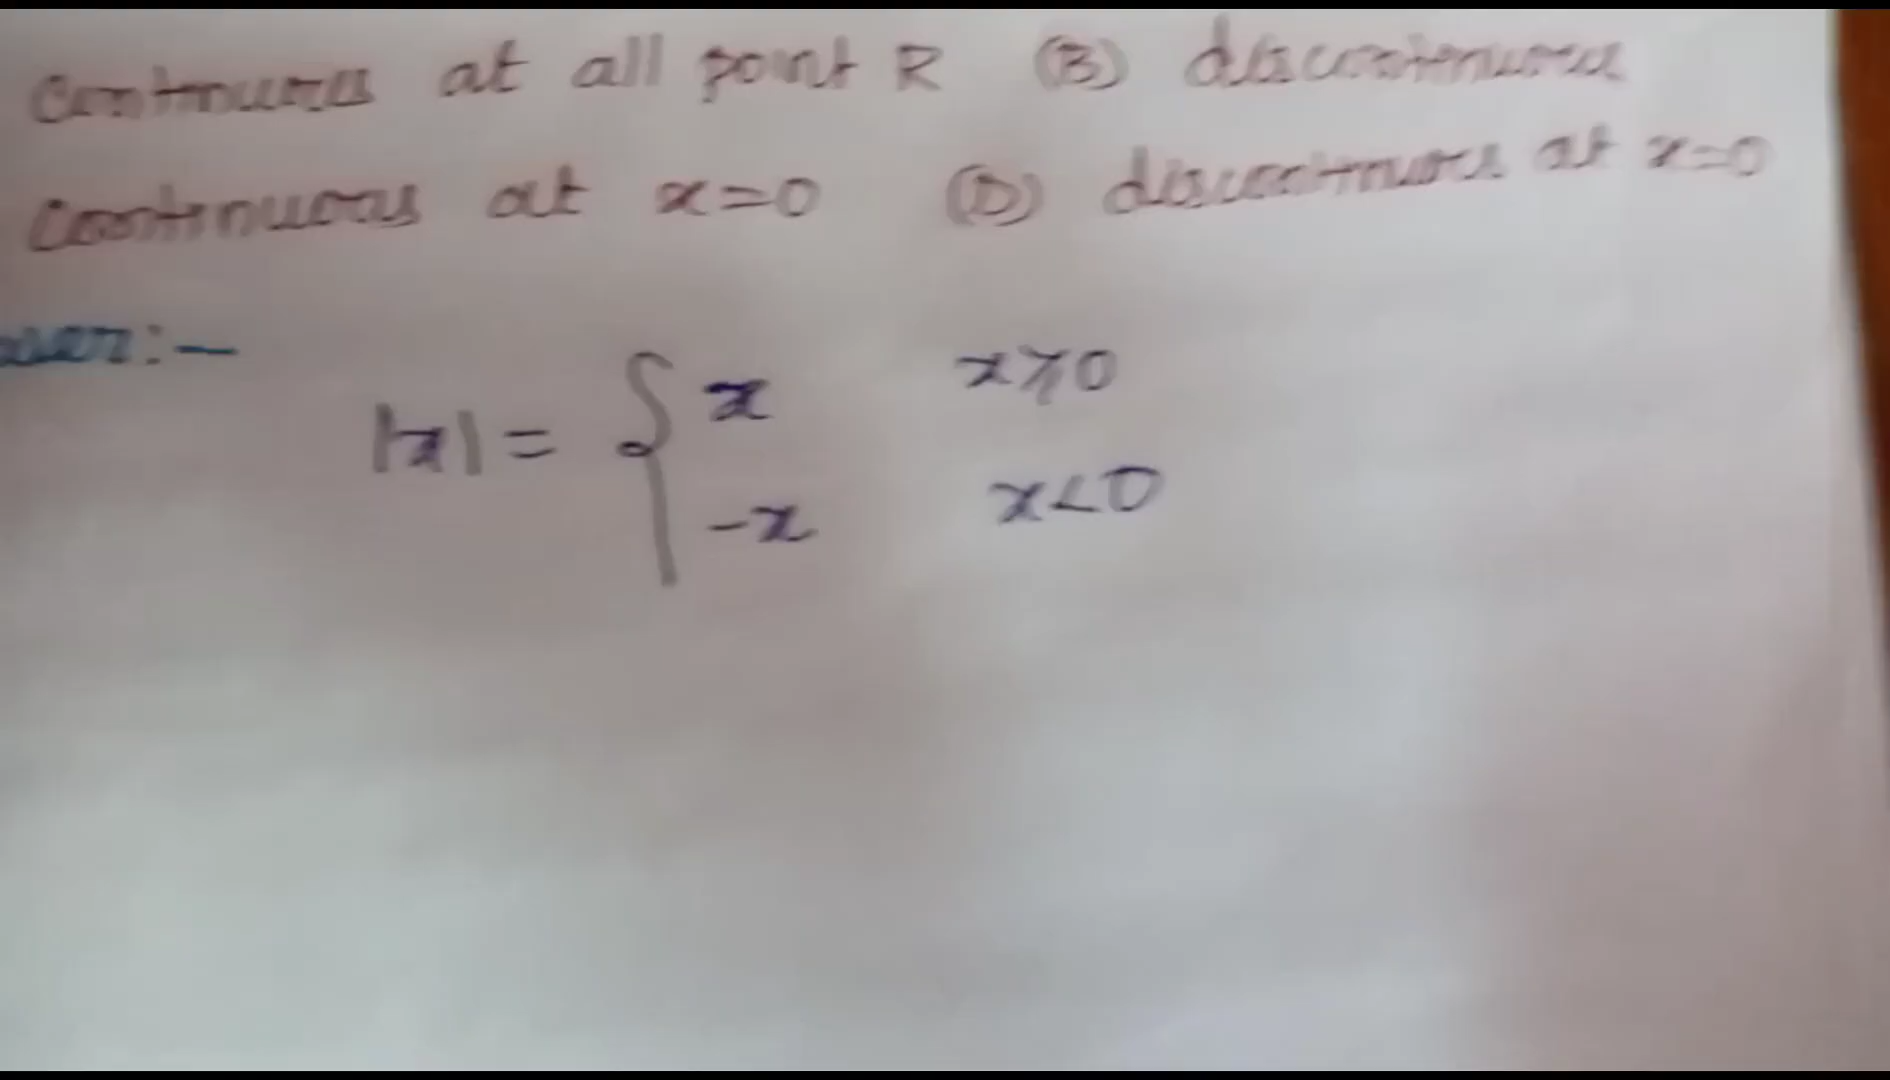 continuous at all point R (B) discontinuous
continuous at x=0 (D) discontinuous at x=0
|x| = { x x≥0
-x x<0